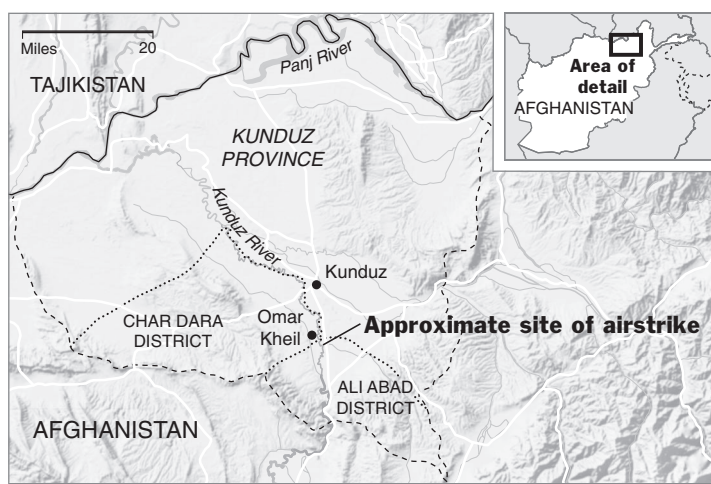 Miles
20
TAJIKISTAN
Panj River
KUNDUZ
PROVINCE
Kunduz River
Kunduz
CHAR DARA
DISTRICT
Omar
Kheil
Approximate site of airstrike
ALI ABAD
DISTRICT
AFGHANISTAN
Area of
detail
AFGHANISTAN